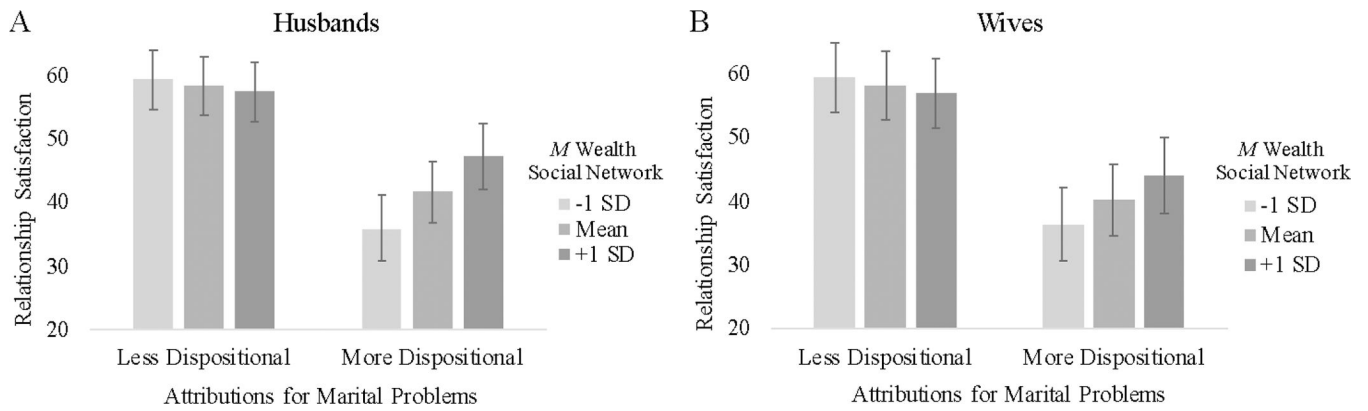 A
Husbands
Relationship Satisfaction
60
50
40
30
20
Less Dispositional
More Dispositional
Attributions for Marital Problems
M Wealth
Social Network
-1 SD
Mean
+1 SD
B
Wives
Relationship Satisfaction
60
50
40
30
20
Less Dispositional
More Dispositional
Attributions for Marital Problems
M Wealth
Social Network
-1 SD
Mean
+1 SD